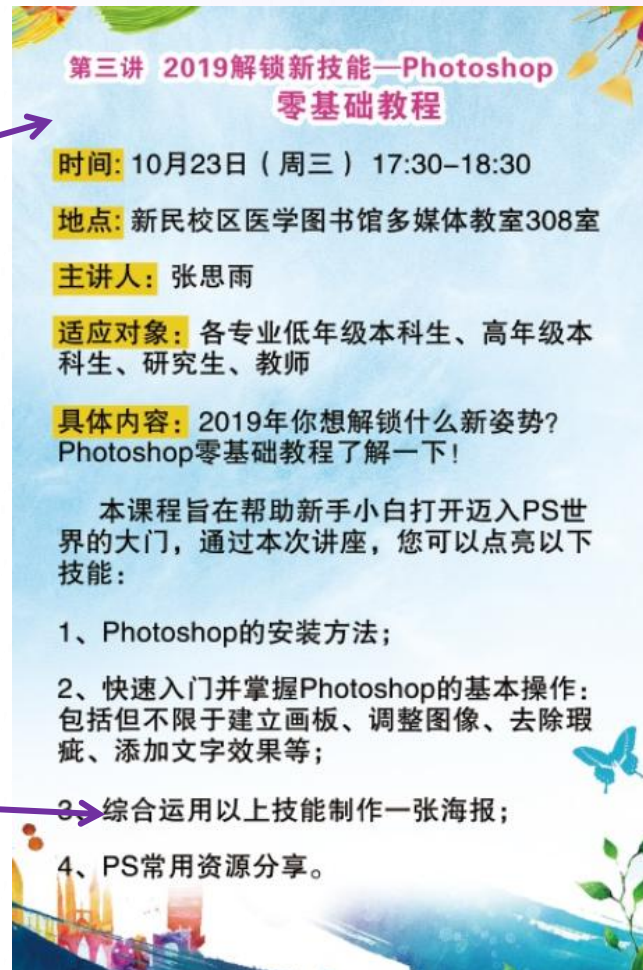 第三讲 2019解锁新技能—Photoshop
零基础教程
时间: 10月23日（周三） 17:30-18:30
地点: 新民校区医学图书馆多媒体教室308室
主讲人： 张思雨
适应对象：各专业低年级本科生、高年级本
科生、研究生、教师
具体内容：2019年你想解锁什么新姿势？
Photoshop零基础教程了解一下！
本课程旨在帮助新手小白打开迈入PS世
界的大门，通过本次讲座，您可以点亮以下
技能：
1、Photoshop的安装方法；
2、快速入门并掌握Photoshop的基本操作：
包括但不限于建立画板、调整图像、去除瑕
疵、添加文字效果等；
3、综合运用以上技能制作一张海报；
4、PS常用资源分享。